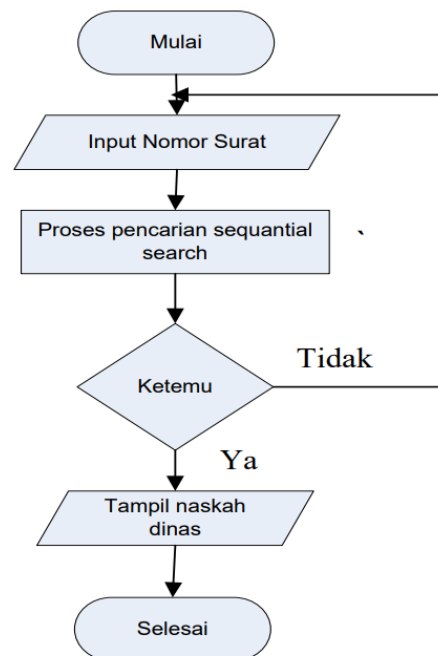 Mulai
Input Nomor Surat
Proses pencarian sequantial
search
`
Ketemu
Tidak
Ya
Tampil naskah
dinas
Selesai